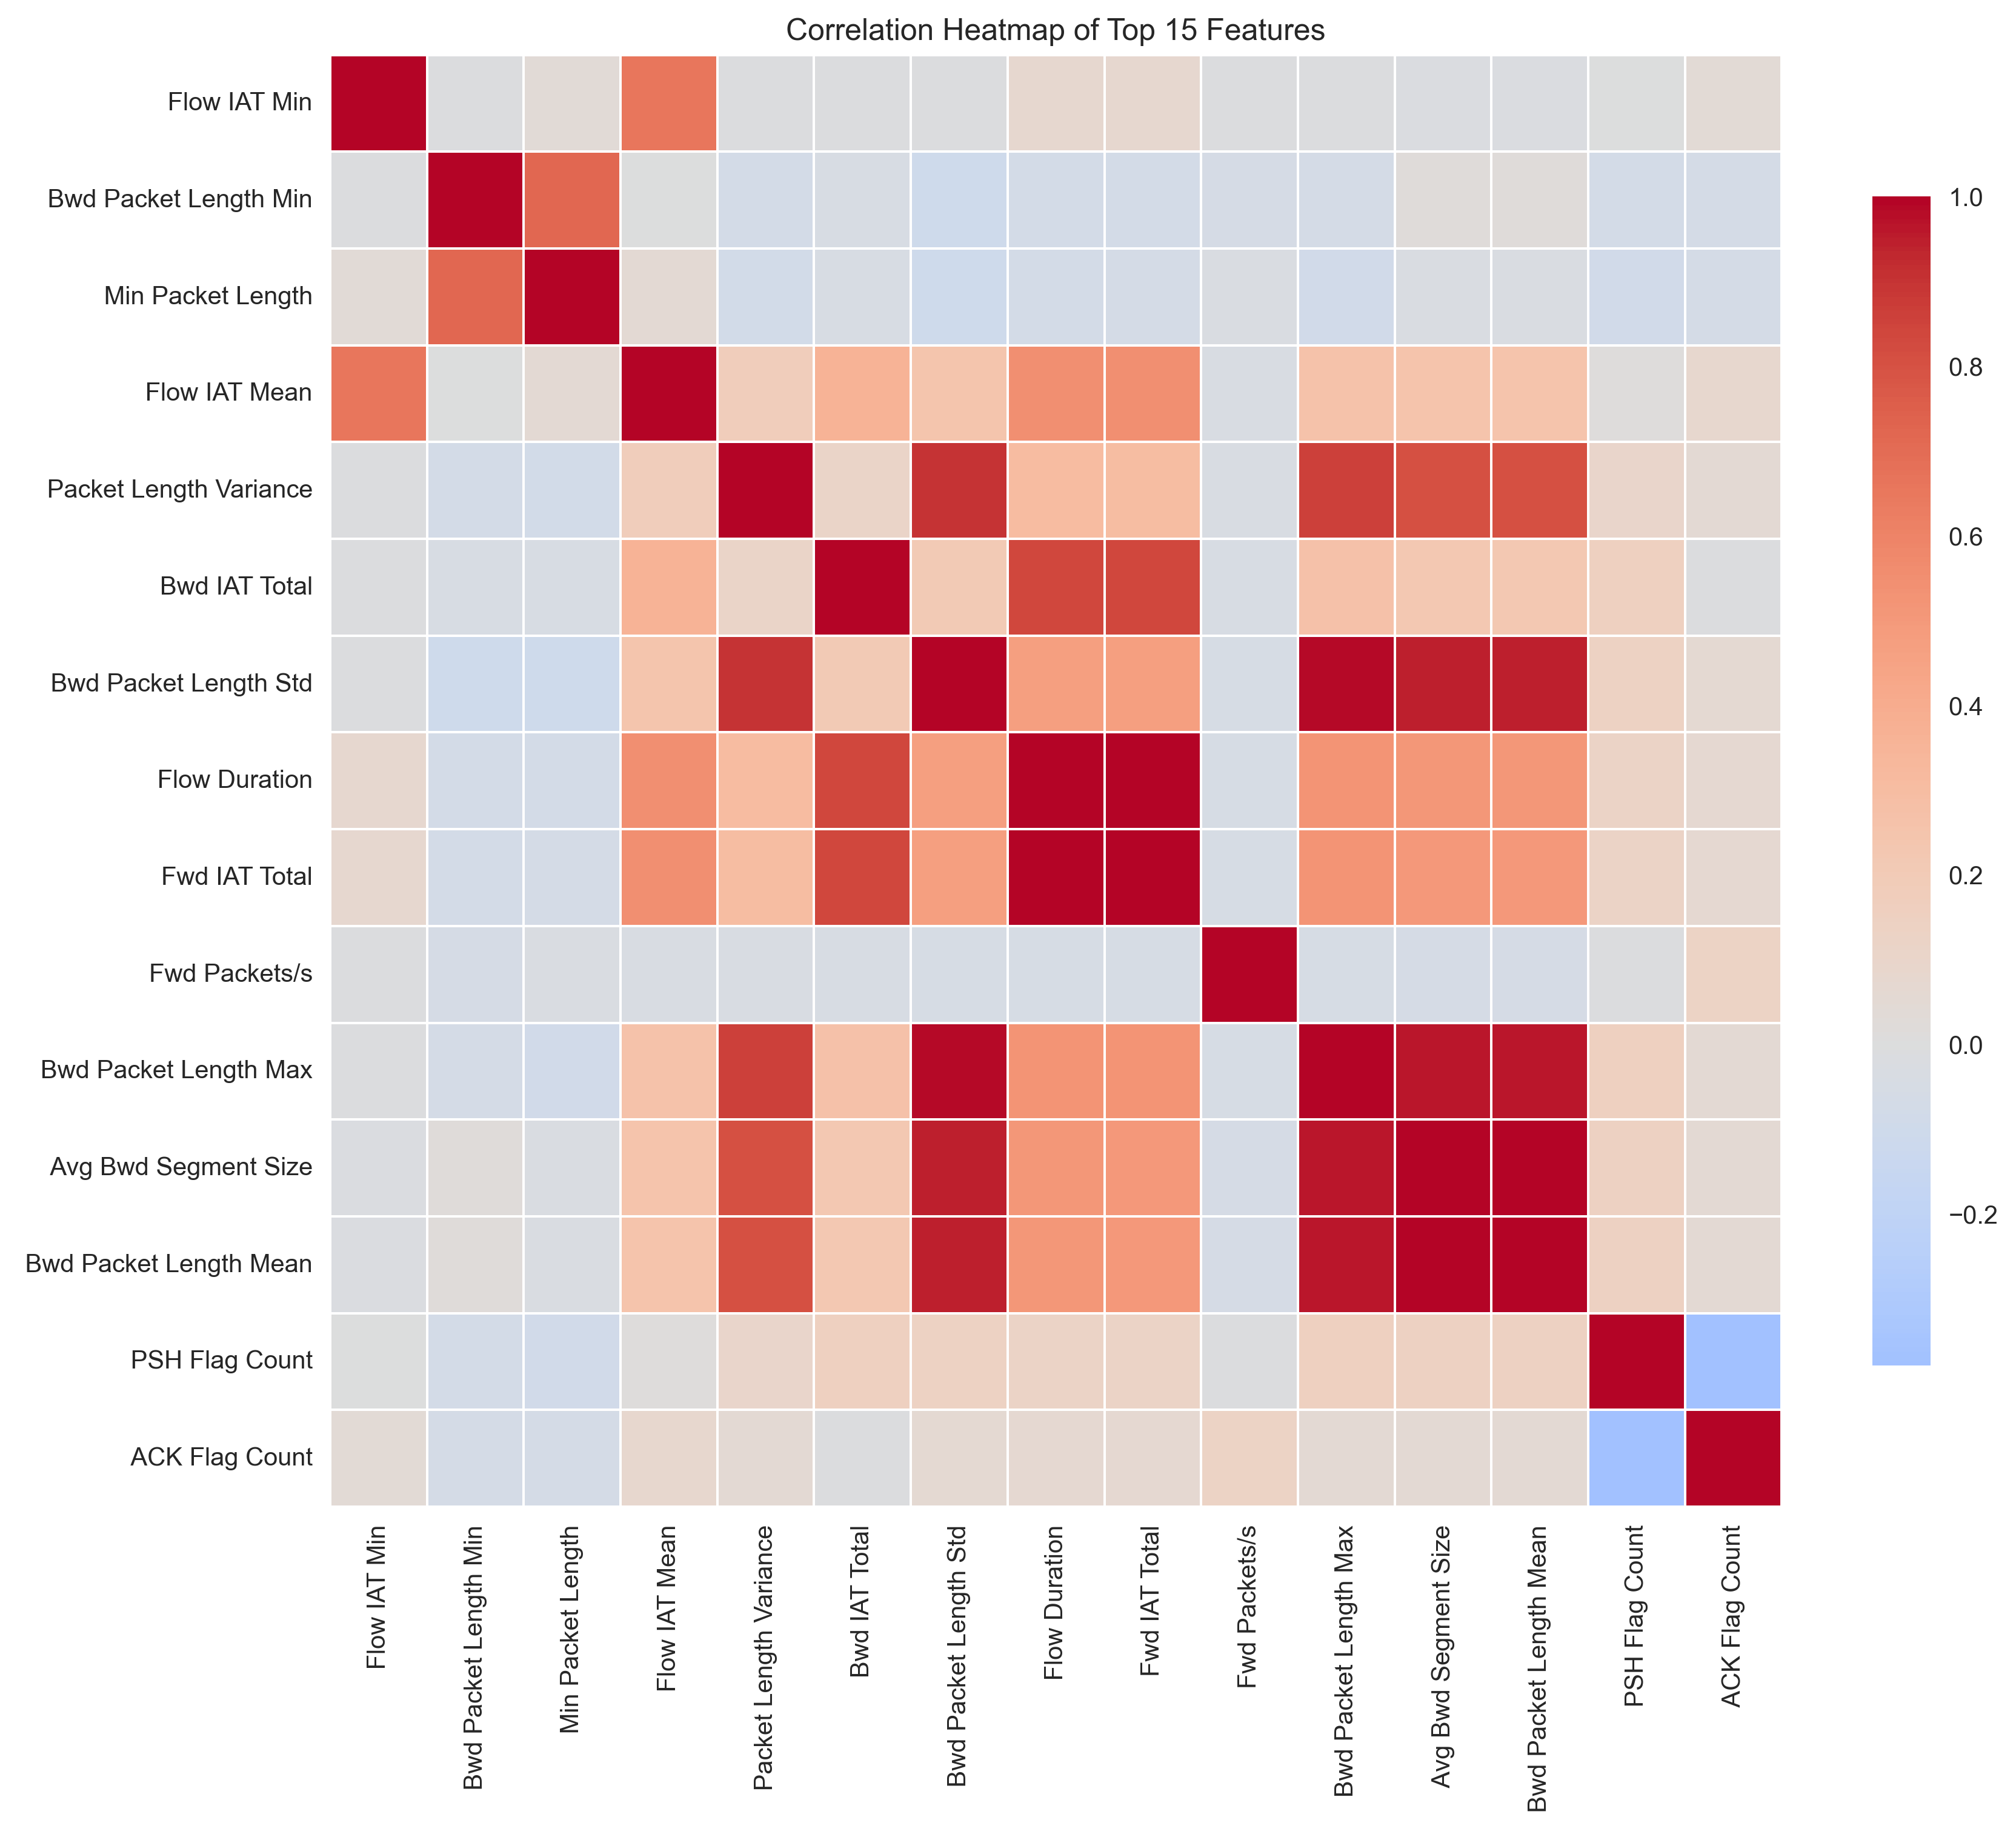 Correlation Heatmap of Top 15 Features
Flow IAT Min
Bwd Packet Length Min
Min Packet Length
Flow IAT Mean
Packet Length Variance
Bwd IAT Total
Bwd Packet Length Std
Flow Duration
Fwd IAT Total
Fwd Packets/s
Bwd Packet Length Max
Avg Bwd Segment Size
Bwd Packet Length Mean
PSH Flag Count
ACK Flag Count
Flow IAT Min
Bwd Packet Length Min
Min Packet Length
Flow IAT Mean
Packet Length Variance
Bwd IAT Total
Bwd Packet Length Std
Flow Duration
Fwd IAT Total
Fwd Packets/s
Bwd Packet Length Max
Avg Bwd Segment Size
Bwd Packet Length Mean
PSH Flag Count
ACK Flag Count
1.0
0.8
0.6
0.4
0.2
0.0
−0.2